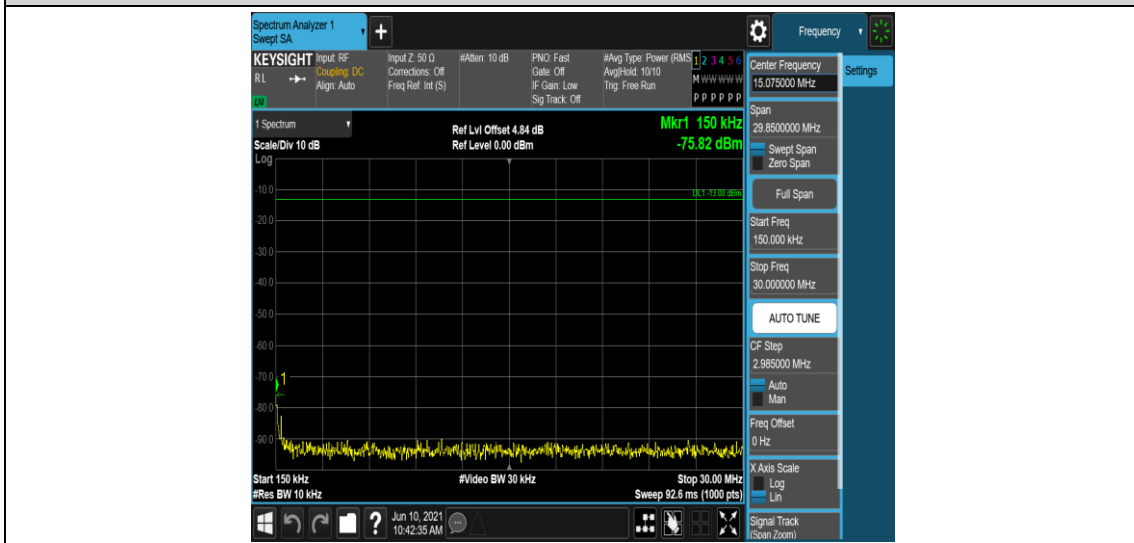 Spectrum Analyzer 1
Swept SA
+
Frequency
KEYSIGHT
RL
Input: RF
Coupling: DC
Align: Auto
Input Z: 50 Ω
Corrections: Off
Freq Ref: Int (S)
#Atten: 10 dB
PNO: Fast
Gate: Off
IF Gain: Low
Sig Track: Off
#Avg Type: Power (RMS
Avg|Hold: 10/10
Trig: Free Run
1 2 3 4 5 6
M W W W W W
P P P P P P
1 Spectrum
Scale/Div 10 dB
Ref Lvl Offset 4.84 dB
Ref Level 0.00 dBm
Mkr1 150 kHz
-75.82 dBm
Log
DL1 -13.00 dBm
-10.0
-20.0
-30.0
-40.0
-50.0
-60.0
-70.0
1
-80.0
-90.0
Start 150 kHz
#Video BW 30 kHz
Stop 30.00 MHz
#Res BW 10 kHz
Sweep 92.6 ms (1000 pts)
?
Jun 10, 2021
10:42:35 AM
Center Frequency
15.075000 MHz
Settings
Span
29.8500000 MHz
Swept Span
Zero Span
Full Span
Start Freq
150.000 kHz
Stop Freq
30.000000 MHz
AUTO TUNE
CF Step
2.985000 MHz
Auto
Man
Freq Offset
0 Hz
X Axis Scale
Log
Lin
Signal Track
(Span Zoom)